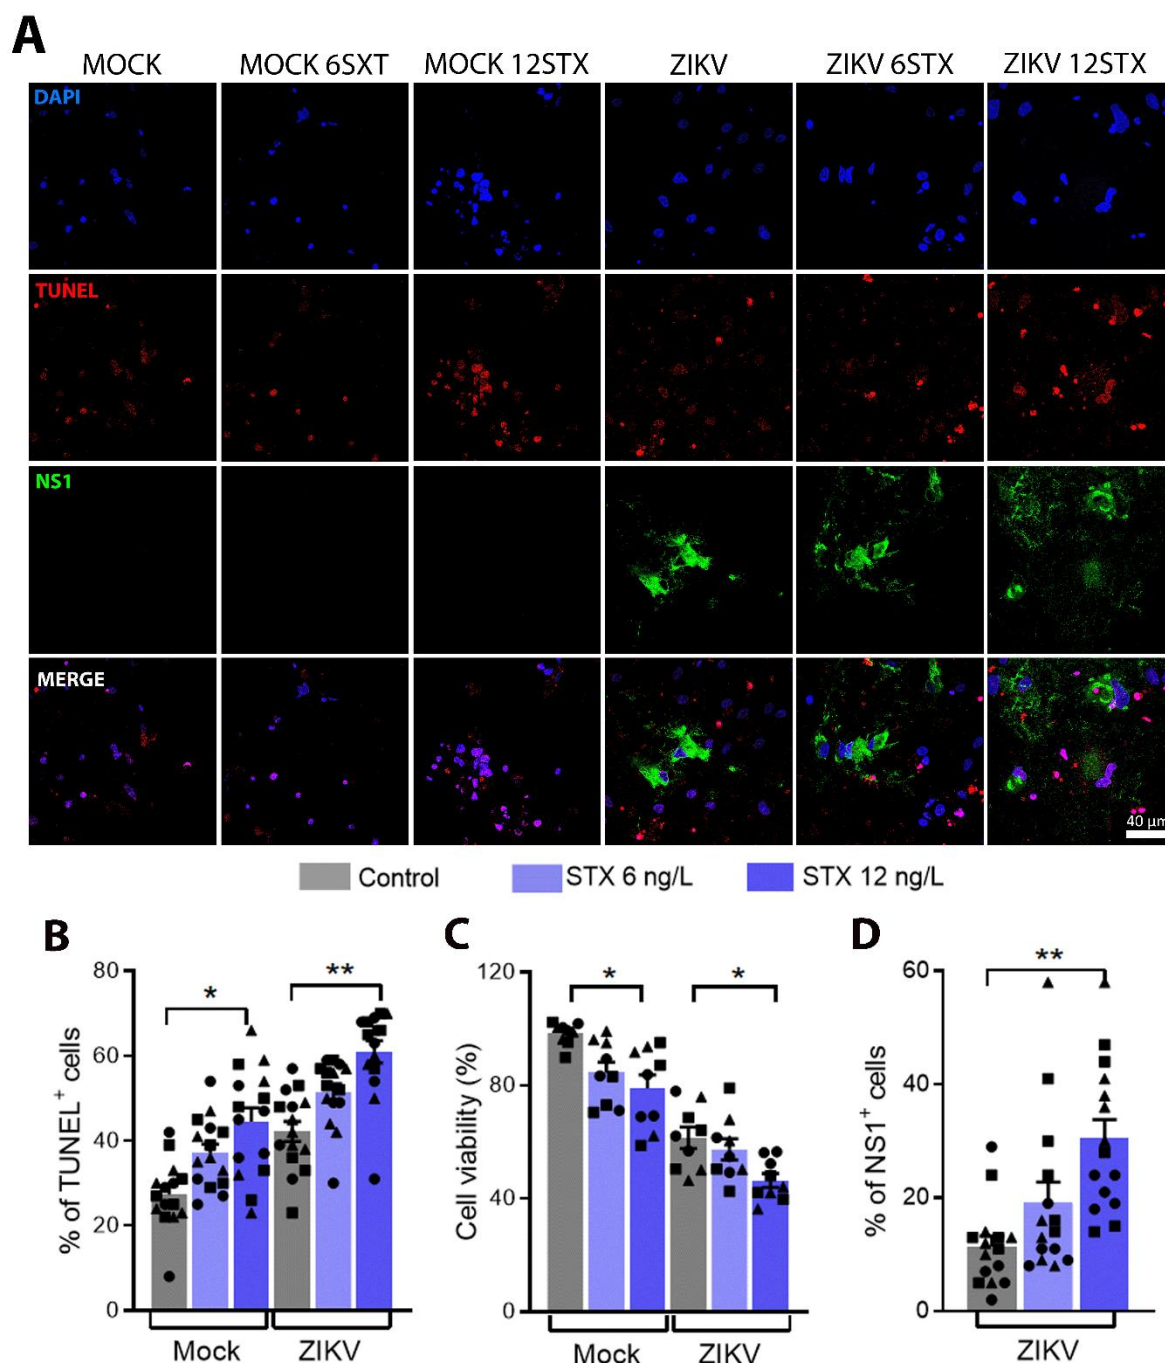 A
MOCK MOCK 6SXT MOCK 12STX ZIKV ZIKV 6STX ZIKV 12STX
DAPI
TUNEL
NS1
MERGE
40 µm
Control STX 6 ng/L STX 12 ng/L
B
% of TUNEL+ cells
80
60
40
20
0
*
**
Mock ZIKV
C
Cell viability (%)
120
80
40
0
*
*
Mock ZIKV
D
% of NS1+ cells
60
40
20
0
**
ZIKV